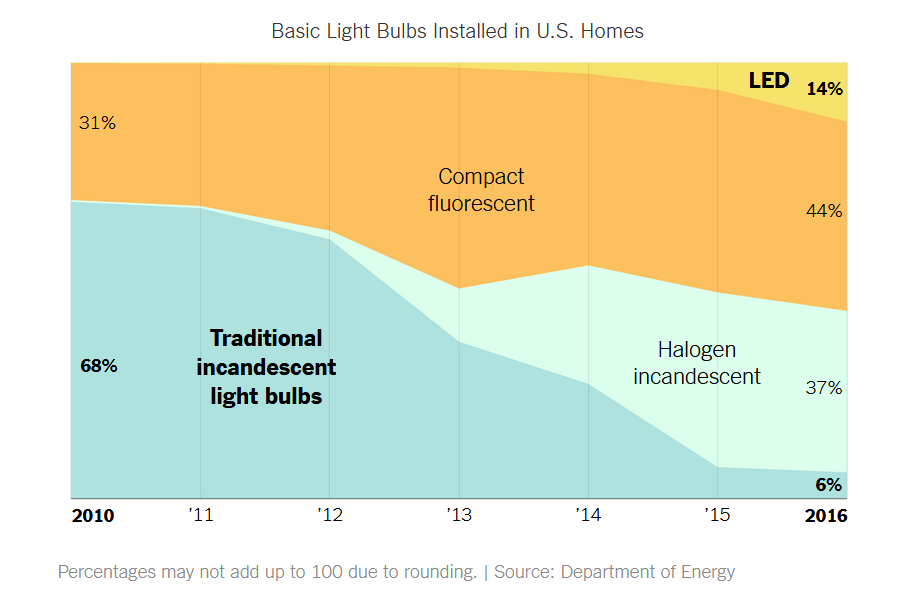 Basic Light Bulbs Installed in U.S. Homes
LED 14%
31%
Compact
fluorescent
44%
Traditional
incandescent
light bulbs
68%
Halogen
incandescent
37%
6%
2010 ’11 ’12 ’13 ’14 ’15 2016
Percentages may not add up to 100 due to rounding. | Source: Department of Energy